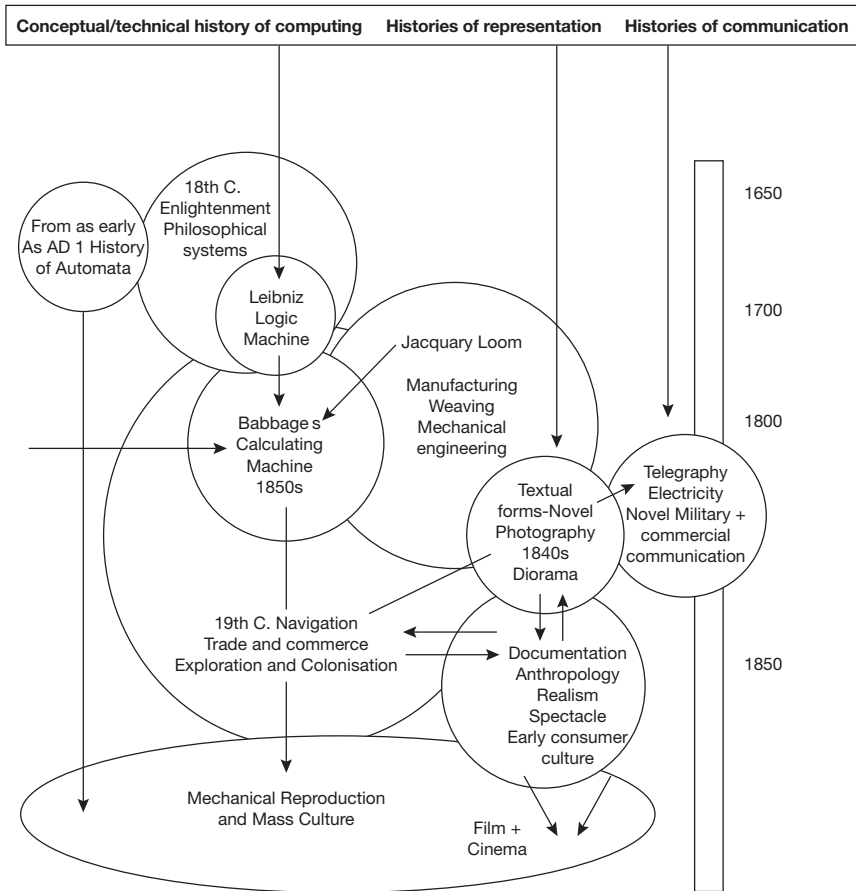 Conceptual/technical history of computing
Histories of representation
Histories of communication
From as early
As AD 1 History
of Automata
18th C.
Enlightenment
Philosophical
systems
Leibniz
Logic
Machine
Jacquary Loom
Manufacturing
Weaving
Mechanical
engineering
Babbage s
Calculating
Machine
1850s
Textual
forms-Novel
Photography
1840s
Diorama
Telegraphy
Electricity
Novel Military +
commercial
communication
19th C. Navigation
Trade and commerce
Exploration and Colonisation
Documentation
Anthropology
Realism
Spectacle
Early consumer
culture
Mechanical Reproduction
and Mass Culture
Film +
Cinema
1650
1700
1800
1850